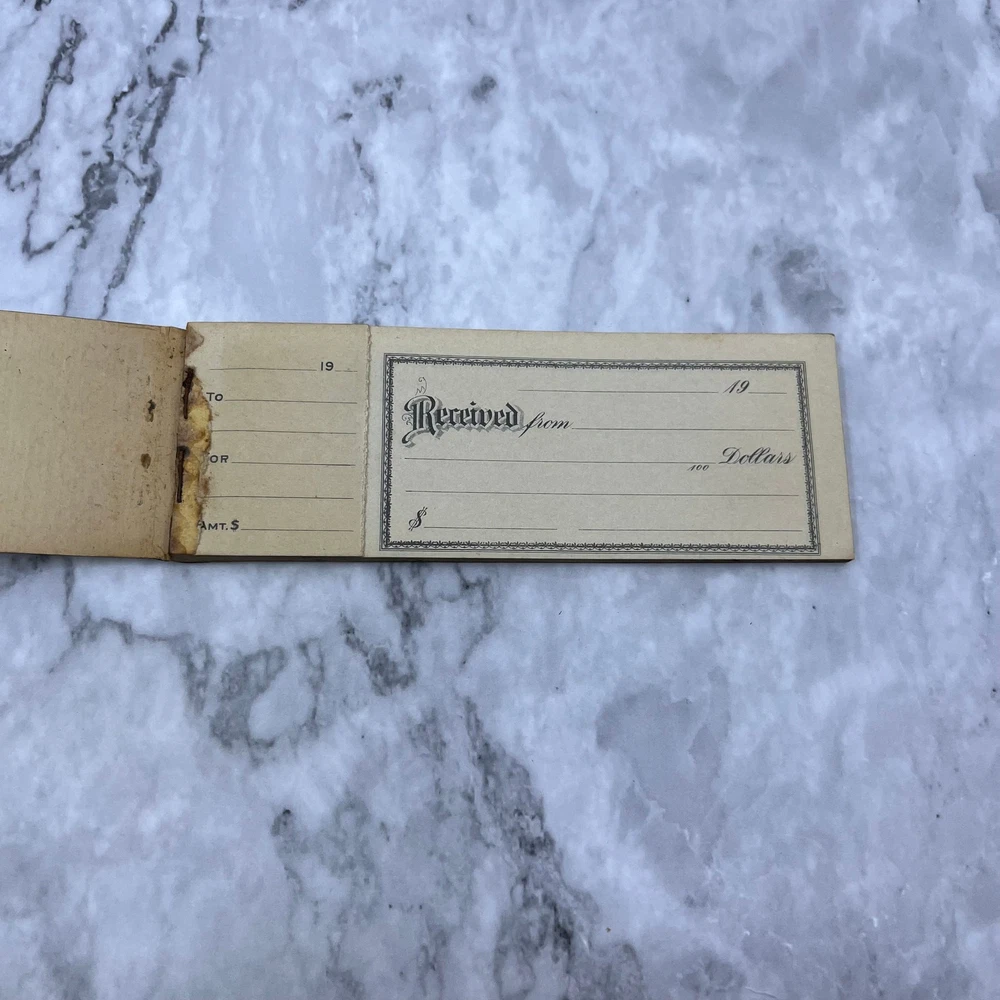 19
To
OR
AMT. $
19
Received from
100 Dollars
$